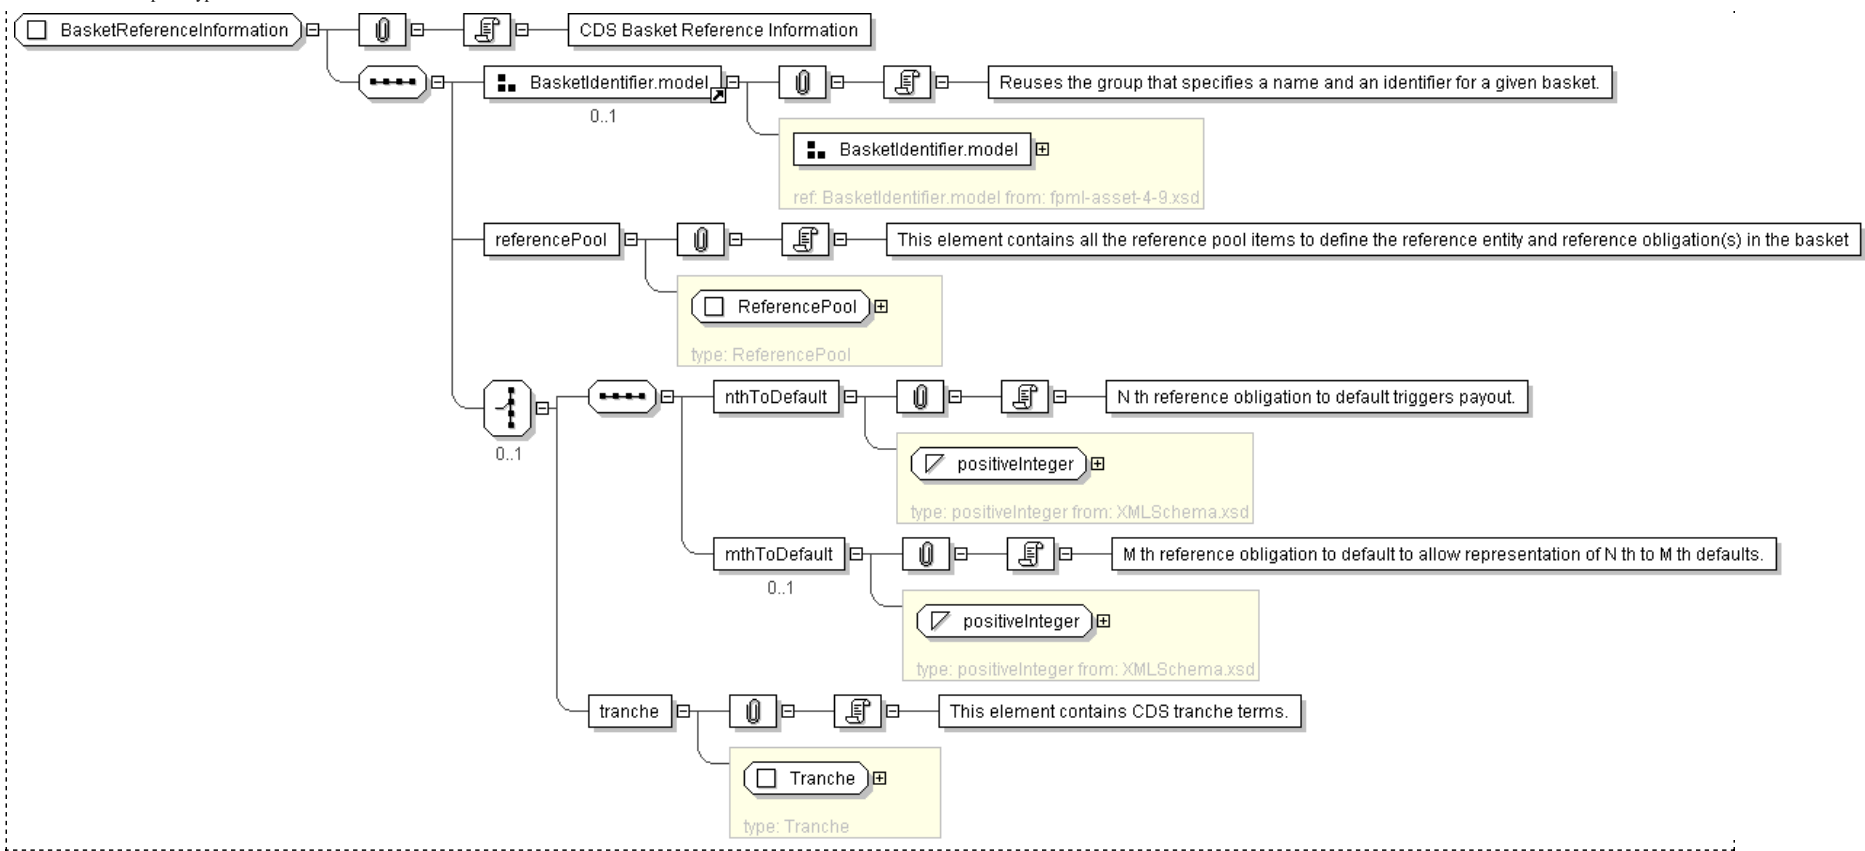 BasketReferenceInformation
CDS Basket Reference Information
BasketIdentifier.model
0..1
Reuses the group that specifies a name and an identifier for a given basket.
BasketIdentifier.model
ref: BasketIdentifier.model from: fpml-asset-4-9.xsd
referencePool
This element contains all the reference pool items to define the reference entity and reference obligation(s) in the basket
ReferencePool
type: ReferencePool
0..1
nthToDefault
N th reference obligation to default triggers payout.
positiveInteger
type: positiveInteger from: XMLSchema.xsd
mthToDefault
0..1
M th reference obligation to default to allow representation of N th to M th defaults.
positiveInteger
type: positiveInteger from: XMLSchema.xsd
tranche
This element contains CDS tranche terms.
Tranche
type: Tranche